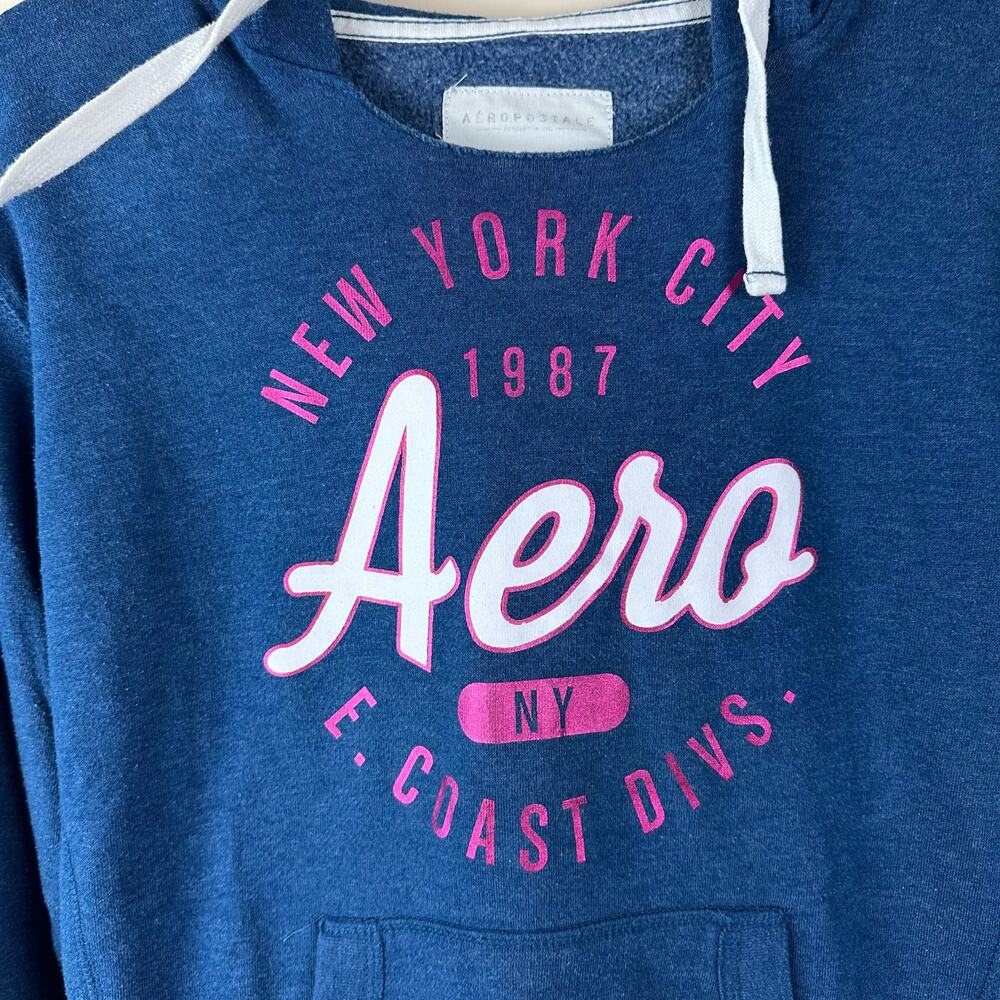 AÉROPOSTALE
NEW YORK CITY
1987
Aero
NY
E. COAST DIVS.